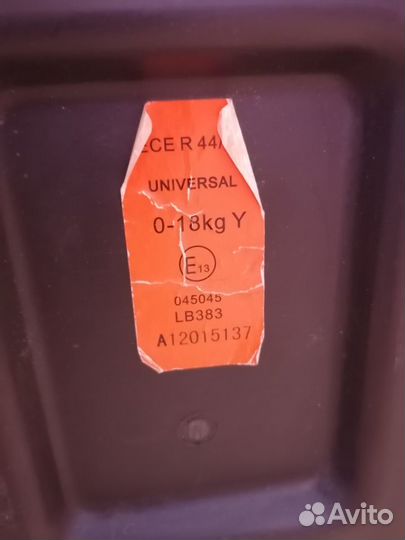 ECE R 44/
UNIVERSAL
0-18kg Y
E13
045045
LB383
A12015137
Avito